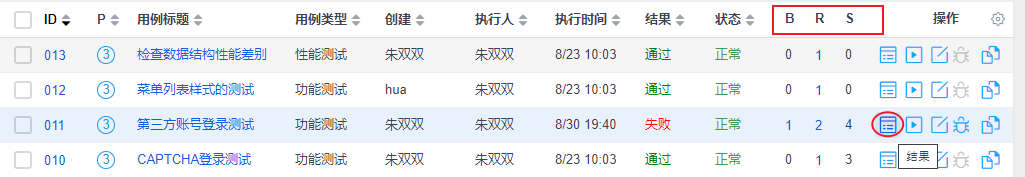 ID P 用例标题 用例类型 创建 执行人 执行时间 结果 状态 B R S 操作
013 3 检查数据结构性能差别 性能测试 朱双双 朱双双 8/23 10:03 通过 正常 0 1 0
012 3 菜单列表样式的测试 功能测试 hua 朱双双 8/23 10:03 通过 正常 0 1 0
011 3 第三方账号登录测试 功能测试 朱双双 朱双双 8/30 19:40 失败 正常 1 2 4
010 3 CAPTCHA登录测试 功能测试 朱双双 朱双双 8/23 10:03 通过 正常 0 1 3
结果